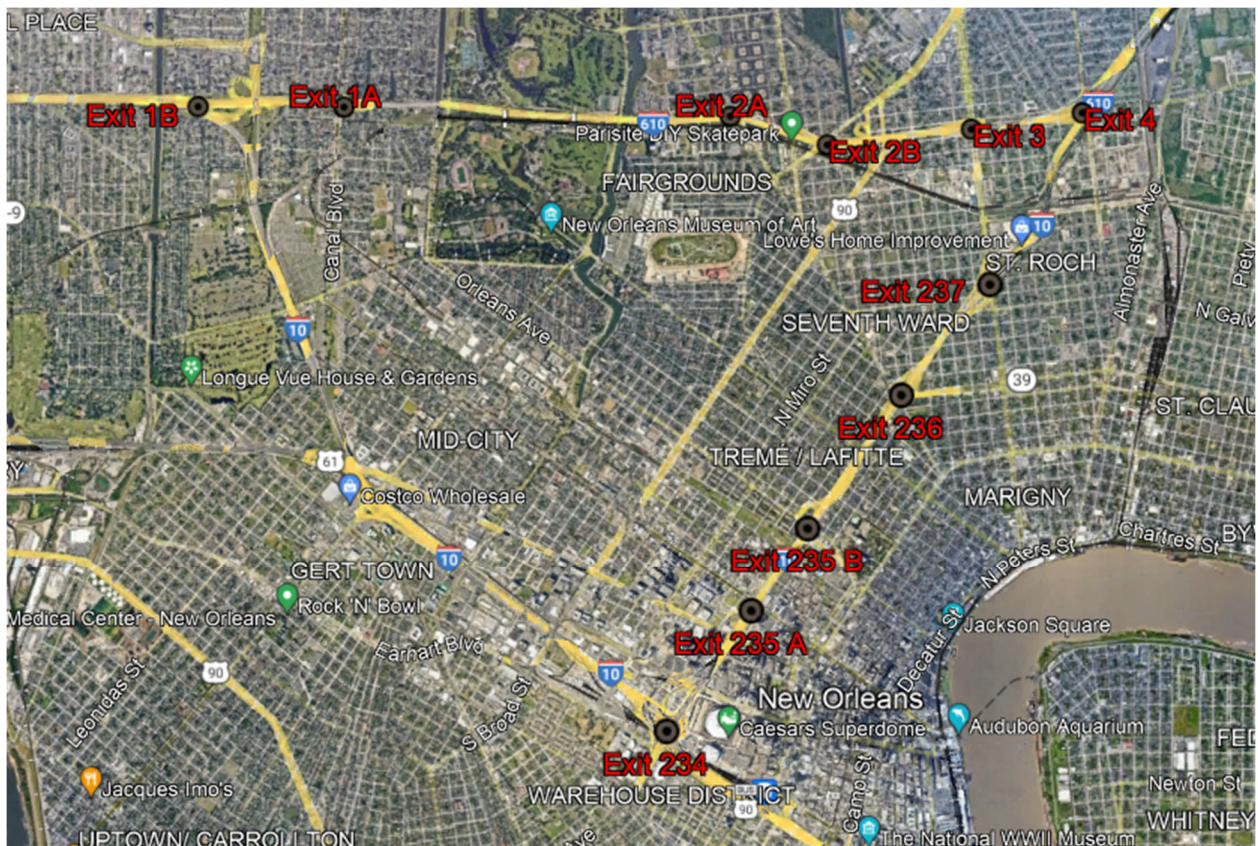 L PLACE
Exit 1B
Exit 1A
610
Exit 2A
610
Exit 4
Parisite DIY Skatepark
Exit 2B
Exit 3
FAIRGROUNDS
-9
90
New Orleans Museum of Art
10
Lowe's Home Improvement
Canal Blvd
ST. ROCH
Almonaster Ave
Piety
Orleans Ave
Exit 237
10
SEVENTH WARD
N Galv
Longue Vue House & Gardens
N Miro St
39
ST. CLAU
Exit 236
MID-CITY
TREMÉ / LAFITTE
61
RY
Costco Wholesale
MARIGNY
Chartres St
BY
N Peters St
10
Exit 235 B
GERT TOWN
Rock 'N' Bowl
Medical Center - New Orleans
Jackson Square
Earhart Blvd
Exit 235 A
Decatur St
90
10
Leonidas St
S Broad St
New Orleans
Caesars Superdome
Audubon Aquarium
FED
Exit 234
Jacques-Imo's
WAREHOUSE DISTRICT
BUS
90
Camp St
Newton St
WHITNEY
UPTOWN/ CARROLLTON
Ave
The National WWII Museum